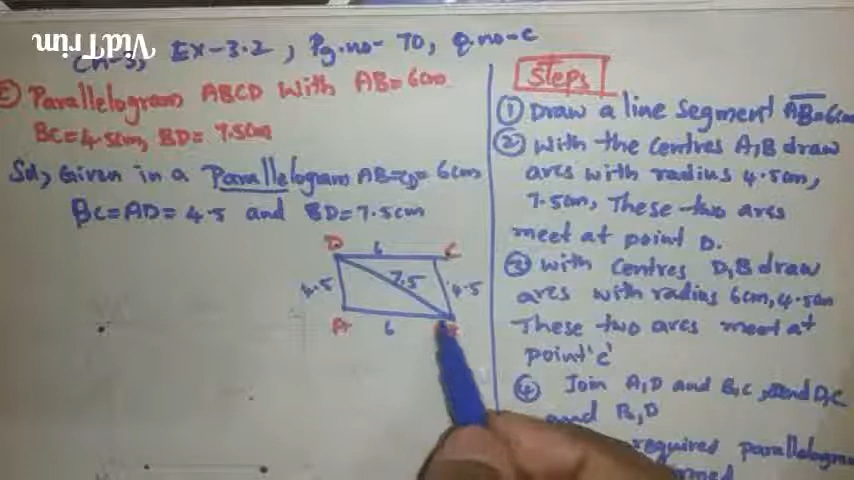 VidTrim
Ch-3, Ex-3.2, Pg.no- 70, Q.no-c
Parallelogram ABCD with AB=6cm
BC=4.5cm, BD= 7.5cm
Sol, Given in a Parallelogram AB=CD= 6cm
BC=AD= 4.5 and BD=7.5cm
D 6 C
4.5 7.5 4.5
A 6 B
Steps
① Draw a line segment AB=6cm
② With the Centres A,B draw
arcs with radius 4.5cm,
7.5cm, These two arcs
meet at point D.
③ with Centres D,B draw
arcs with radius 6cm, 4.5cm
These two arcs meet at
point 'c'
④ Join A,D and B,C, and D,C
and B,D
requires parallelogram